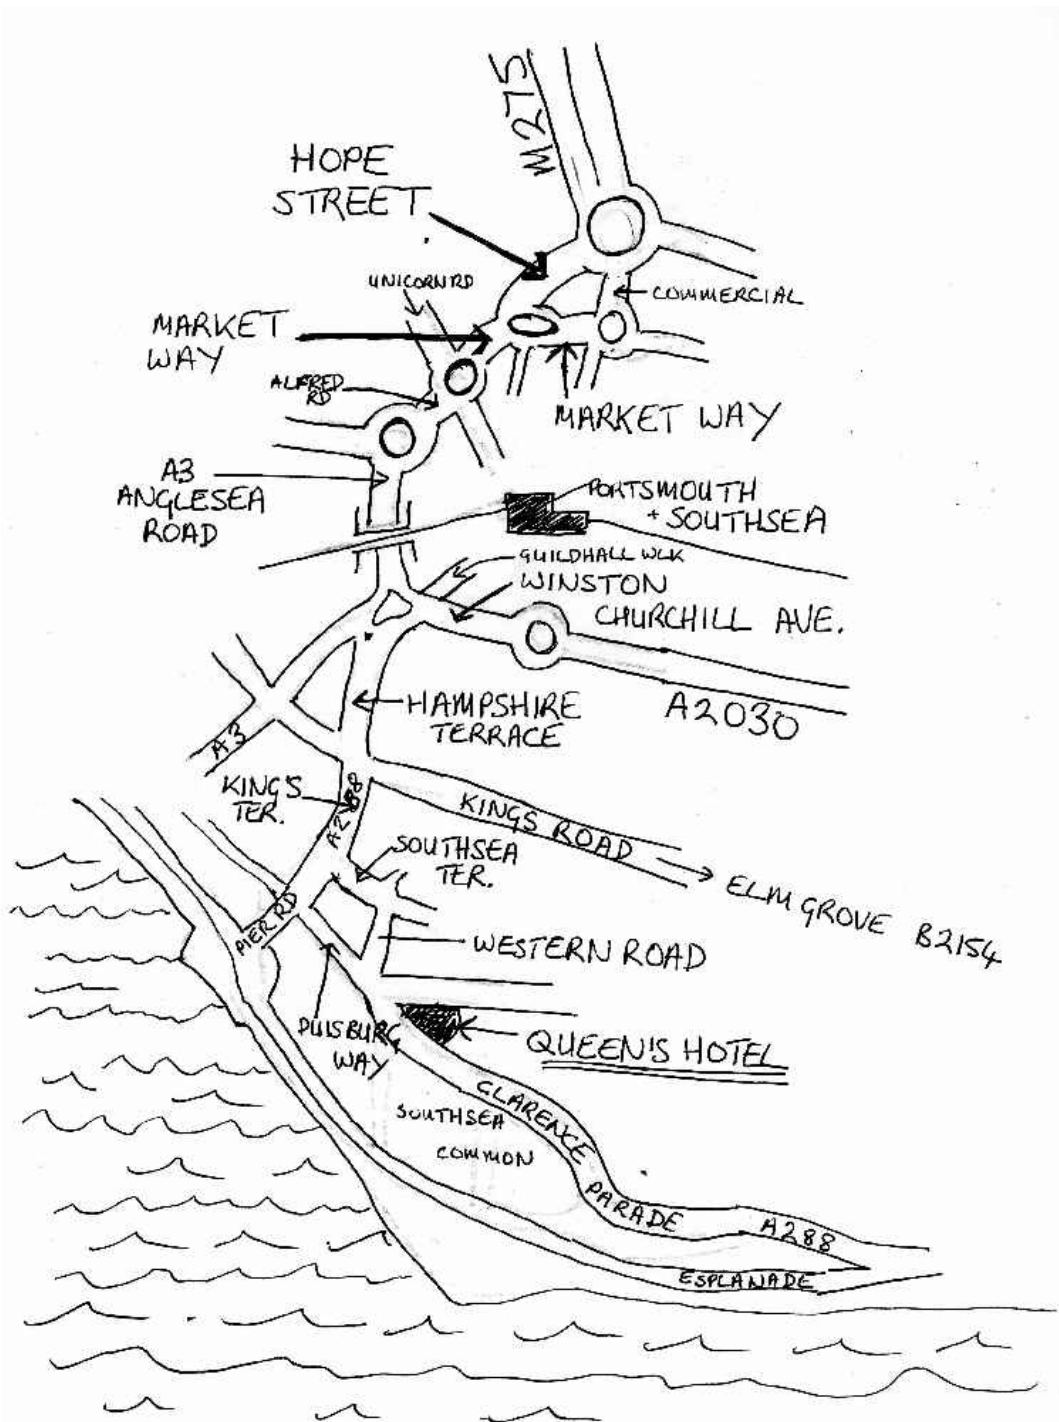 M275
HOPE
STREET
UNICORN RD
COMMERCIAL
MARKET
WAY
ALFRED
RD
MARKET WAY
A3
ANGLESEA
ROAD
PORTSMOUTH
+ SOUTHSEA
GUILDHALL WLK
WINSTON
CHURCHILL AVE.
HAMPSHIRE
TERRACE
A2030
A3
KING'S
TER.
A288
KINGS ROAD
SOUTHSEA
TER.
ELM GROVE B2154
PIER RD
WESTERN ROAD
DUISBURG
WAY
QUEEN'S HOTEL
CLARENCE
PARADE
SOUTHSEA
COMMON
A288
ESPLANADE